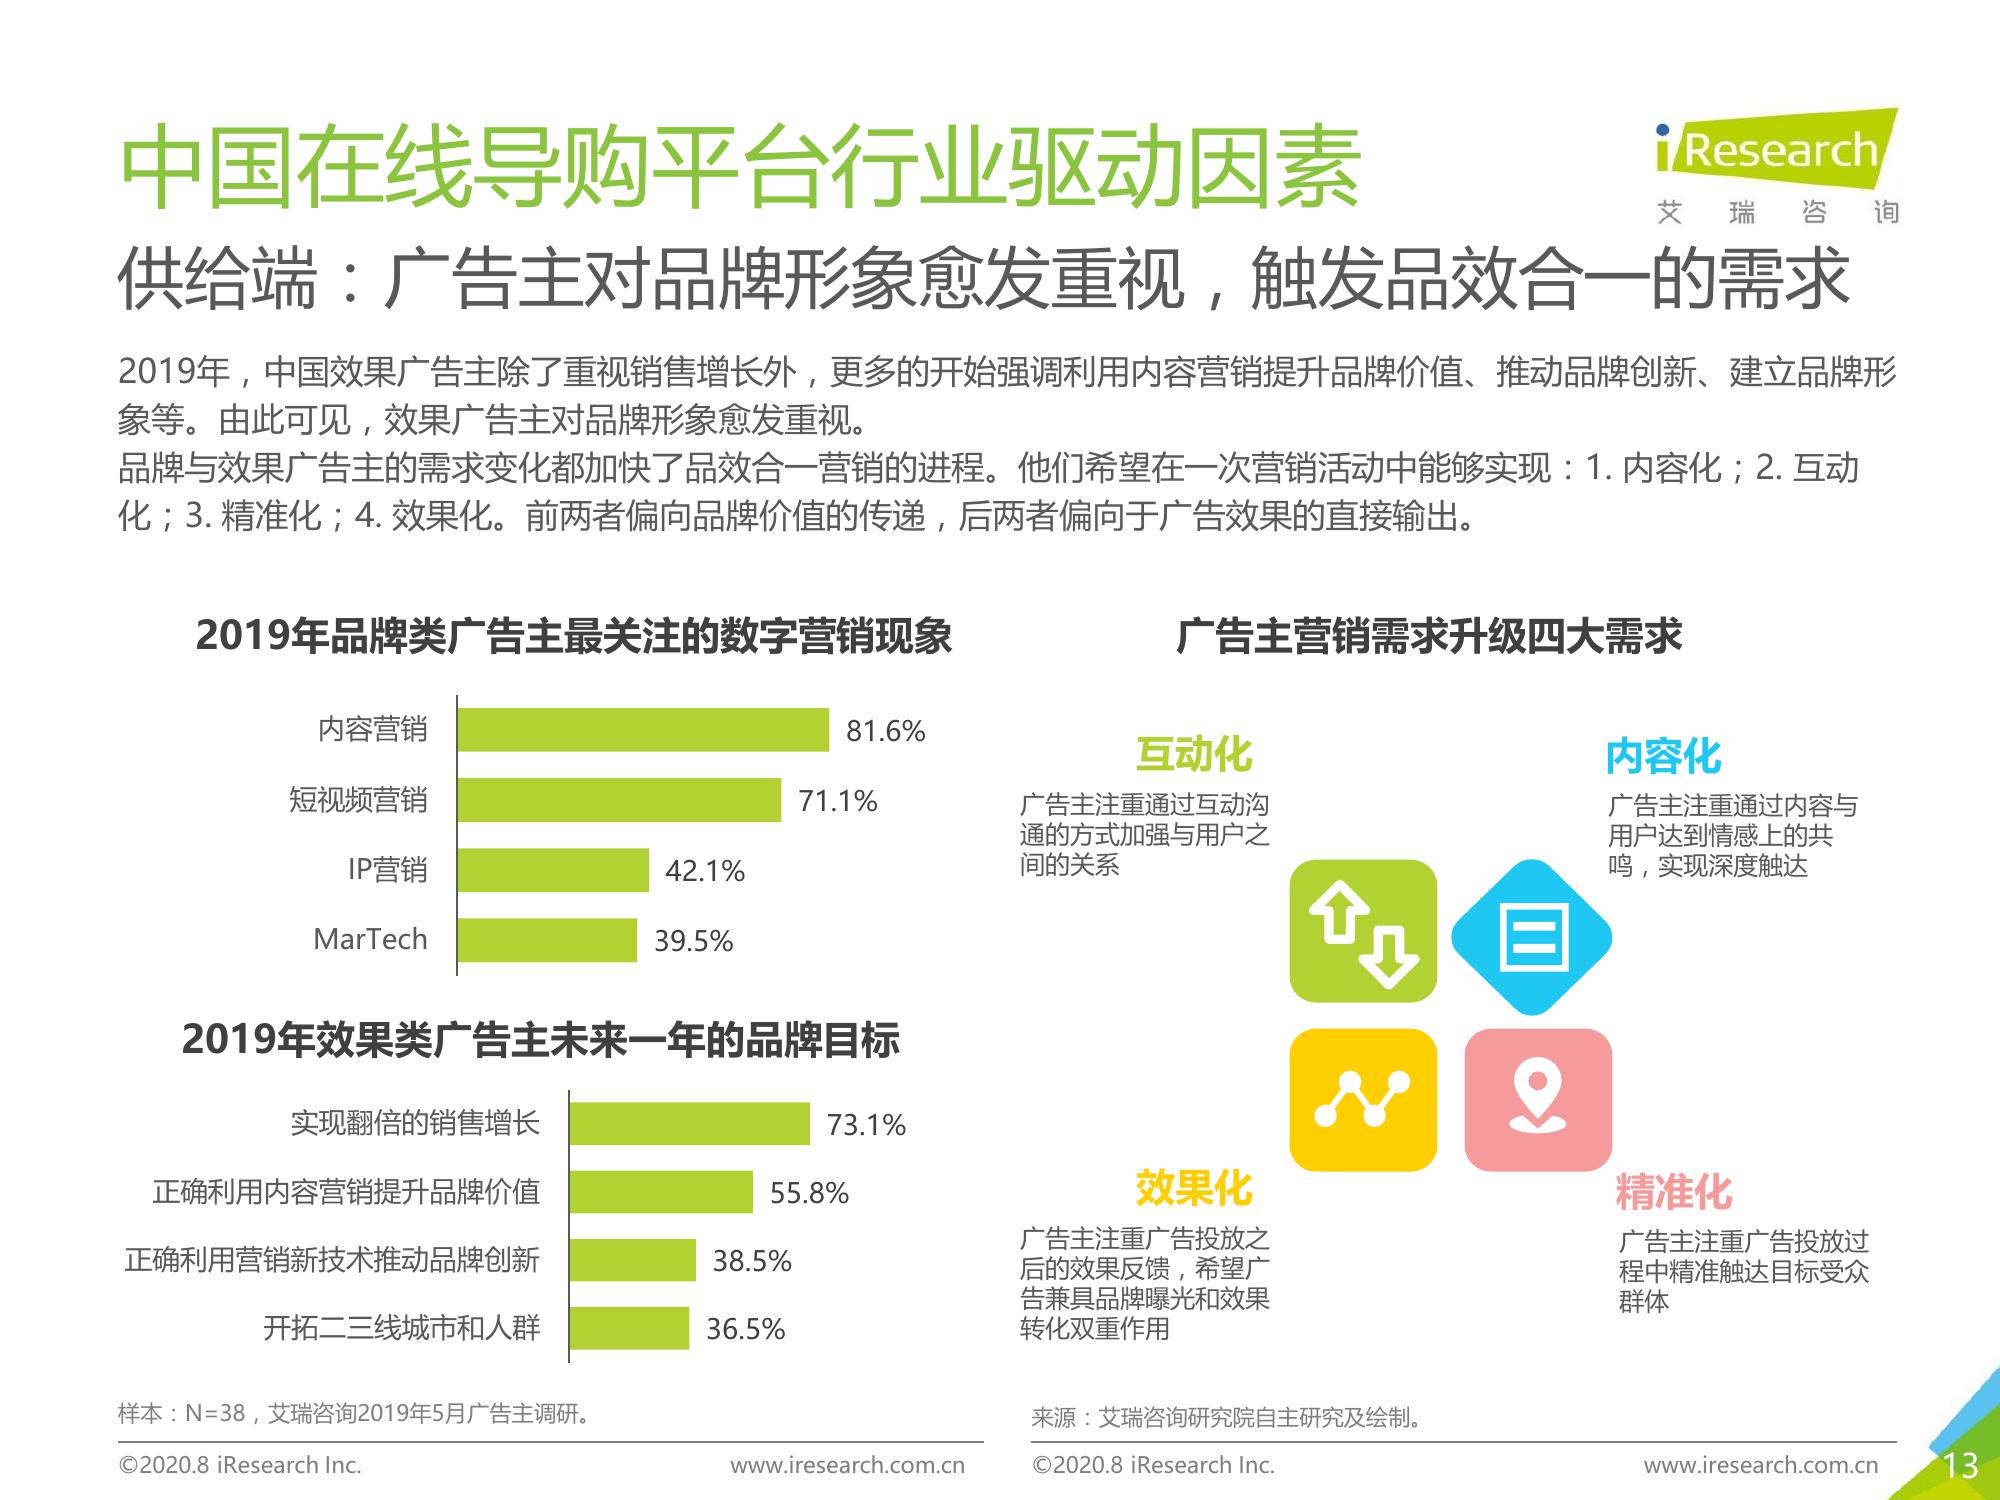 中国在线导购平台行业驱动因素
iResearch
艾瑞咨询
供给端：广告主对品牌形象愈发重视，触发品效合一的需求
2019年，中国效果广告主除了重视销售增长外，更多的开始强调利用内容营销提升品牌价值、推动品牌创新、建立品牌形
象等。由此可见，效果广告主对品牌形象愈发重视。
品牌与效果广告主的需求变化都加快了品效合一营销的进程。他们希望在一次营销活动中能够实现：1. 内容化；2. 互动
化；3. 精准化；4. 效果化。前两者偏向品牌价值的传递，后两者偏向于广告效果的直接输出。
2019年品牌类广告主最关注的数字营销现象
内容营销 81.6%
短视频营销 71.1%
IP营销 42.1%
MarTech 39.5%
2019年效果类广告主未来一年的品牌目标
实现翻倍的销售增长 73.1%
正确利用内容营销提升品牌价值 55.8%
正确利用营销新技术推动品牌创新 38.5%
开拓二三线城市和人群 36.5%
样本：N=38，艾瑞咨询2019年5月广告主调研。
©2020.8 iResearch Inc. www.iresearch.com.cn
广告主营销需求升级四大需求
互动化
广告主注重通过互动沟
通的方式加强与用户之
间的关系
内容化
广告主注重通过内容与
用户达到情感上的共
鸣，实现深度触达
效果化
广告主注重广告投放之
后的效果反馈，希望广
告兼具品牌曝光和效果
转化双重作用
精准化
广告主注重广告投放过
程中精准触达目标受众
群体
来源：艾瑞咨询研究院自主研究及绘制。
©2020.8 iResearch Inc. www.iresearch.com.cn
13